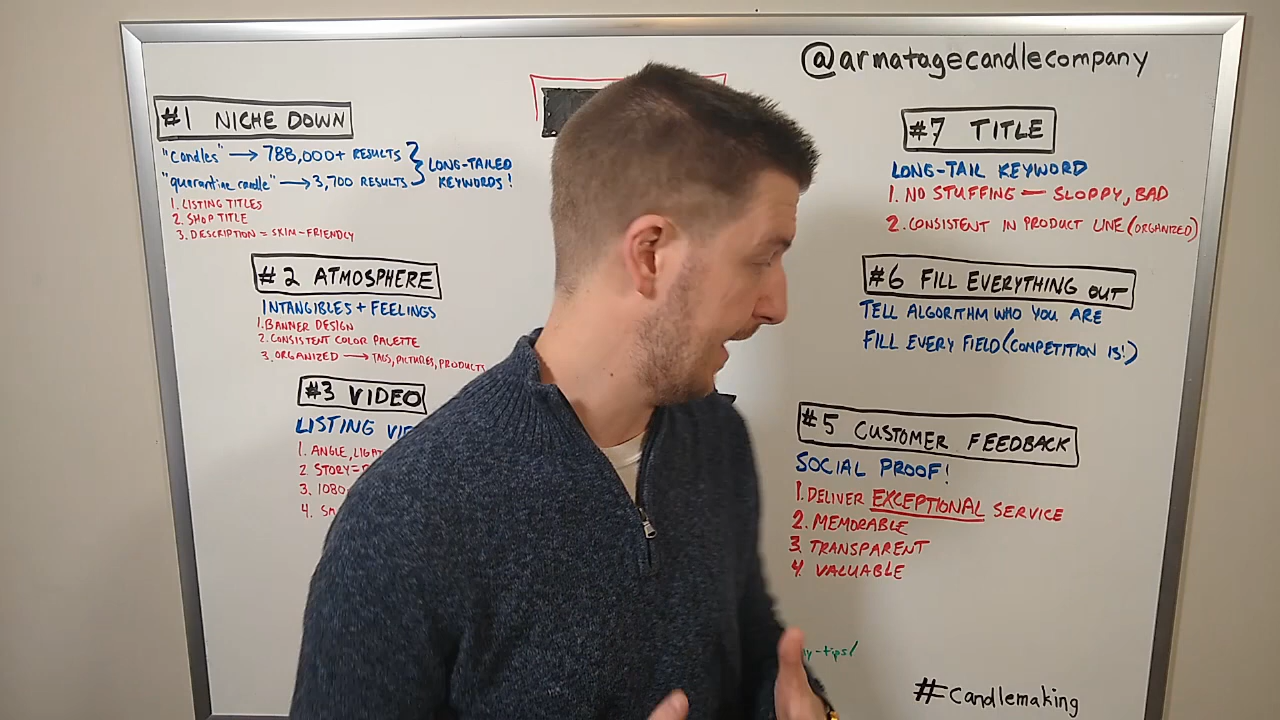 @armatagecandlecompany
#1 NICHE DOWN
"candles" → 788,000+ RESULTS
"quarantine candle" → 3,700 RESULTS
LONG-TAILED
KEYWORDS!
1. LISTING TITLES
2. SHOP TITLE
3. DESCRIPTION = SKIM-FRIENDLY
#2 ATMOSPHERE
INTANGIBLES + FEELINGS
1. BANNER DESIGN
2. CONSISTENT COLOR PALETTE
3. ORGANIZED → TAGS, PICTURES, PRODUCTS
#3 VIDEO
LISTING
1. ANGLE,
2 STORY=
3. 1080
4.
#7 TITLE
LONG-TAIL KEYWORD
1. NO STUFFING — SLOPPY, BAD
2. CONSISTENT IN PRODUCT LINE (ORGANIZED)
#6 FILL EVERYTHING OUT
TELL ALGORITHM WHO YOU ARE
FILL EVERY FIELD (COMPETITION IS!)
#5 CUSTOMER FEEDBACK
SOCIAL PROOF!
1. DELIVER EXCEPTIONAL SERVICE
2. MEMORABLE
3. TRANSPARENT
4. VALUABLE
y-tips/
#candlemaking